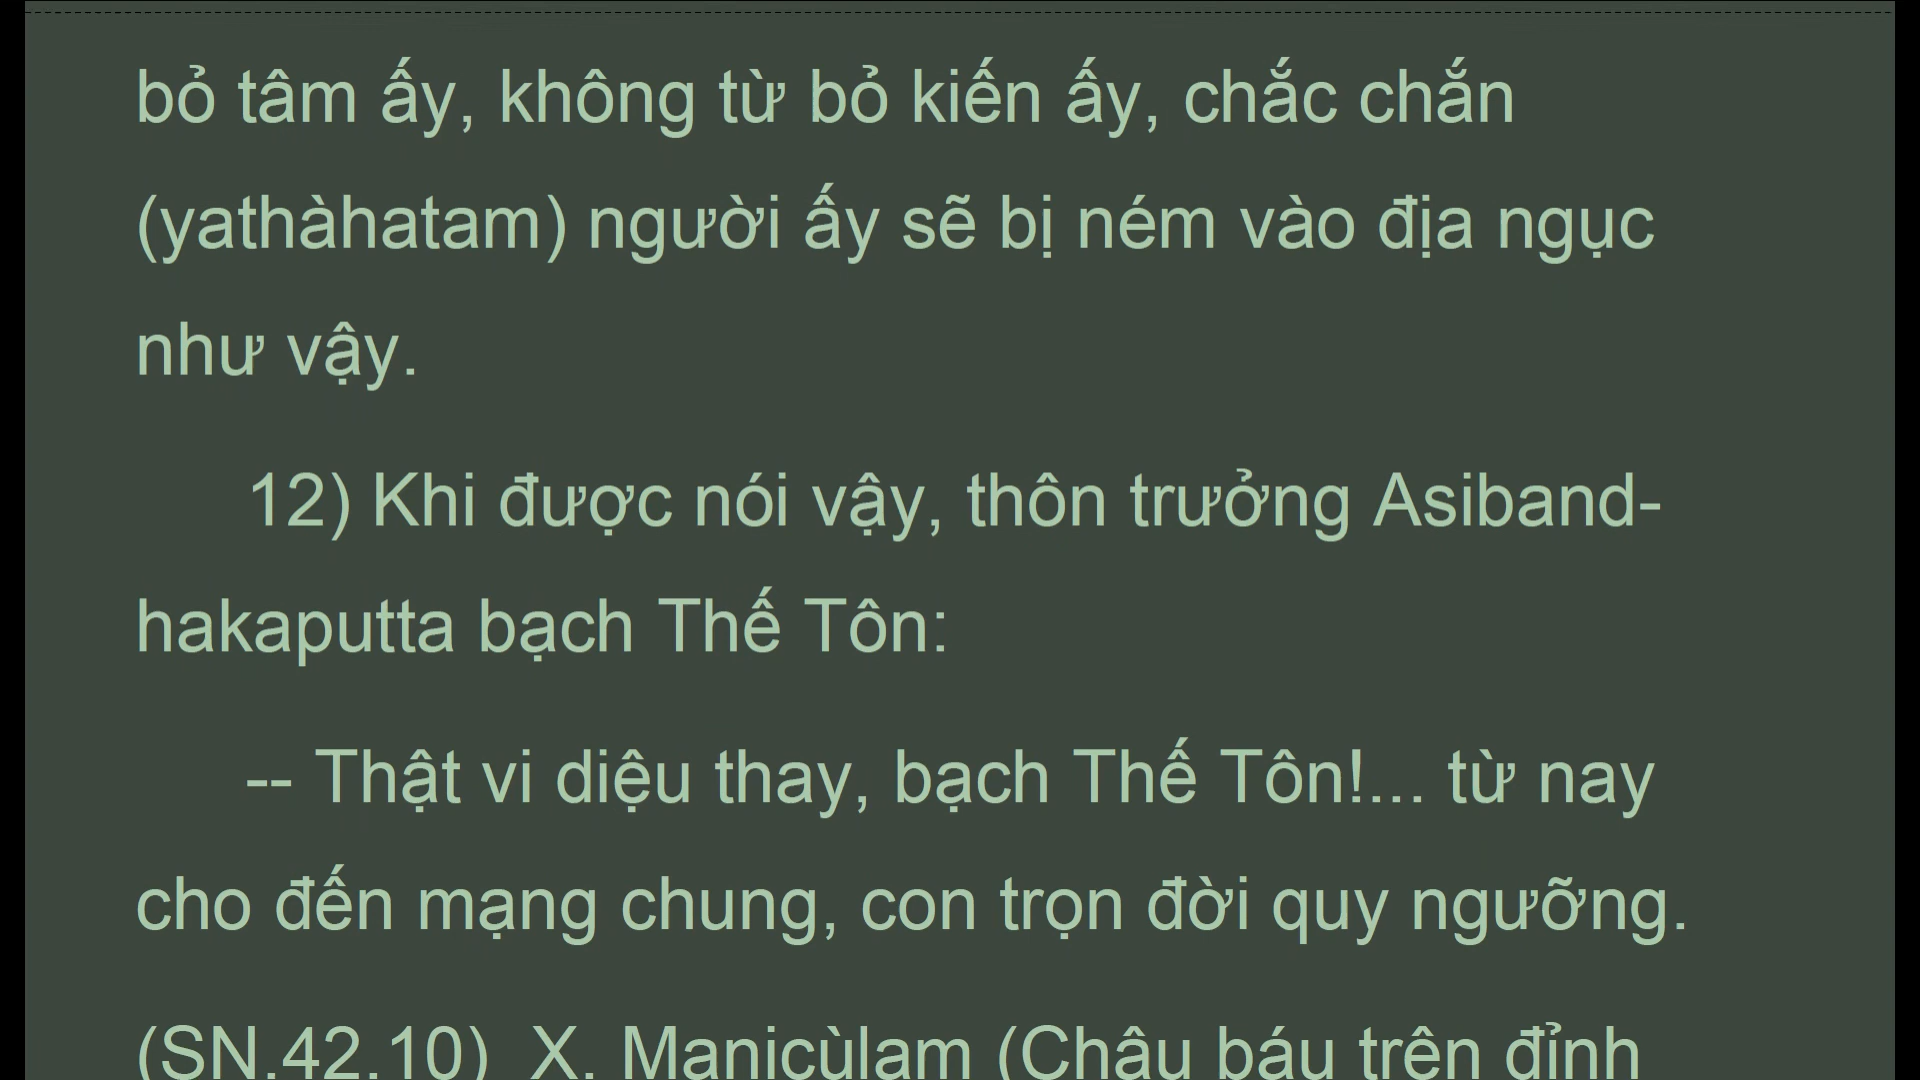 bỏ tâm ấy, không từ bỏ kiến ấy, chắc chắn
(yathàhatam) người ấy sẽ bị ném vào địa ngục
như vậy.
12) Khi được nói vậy, thôn trưởng Asiband-
hakaputta bạch Thế Tôn:
-- Thật vi diệu thay, bạch Thế Tôn!... từ nay
cho đến mạng chung, con trọn đời quy ngưỡng.
(SN.42.10) X. Manicùlam (Châu báu trên đỉnh